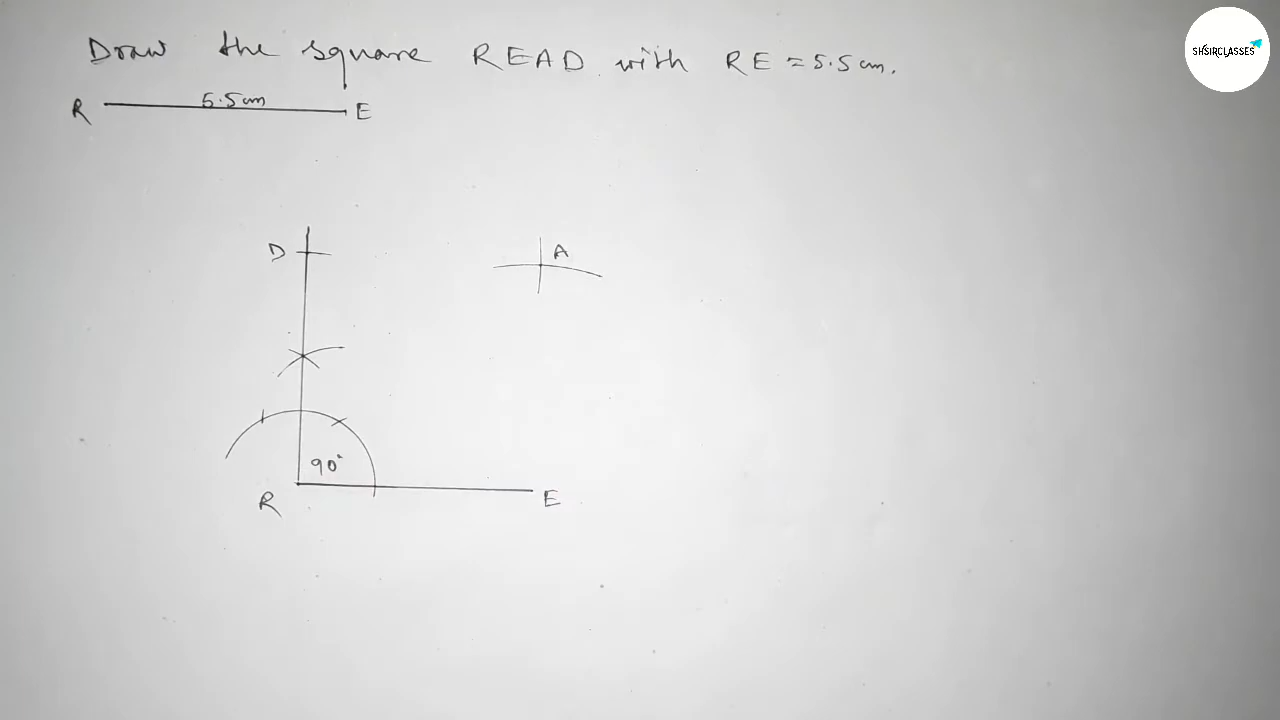 Draw the square READ with RE = 5.5 cm.
SHSIRCLASSES
R 5.5cm E
D A
90°
R E